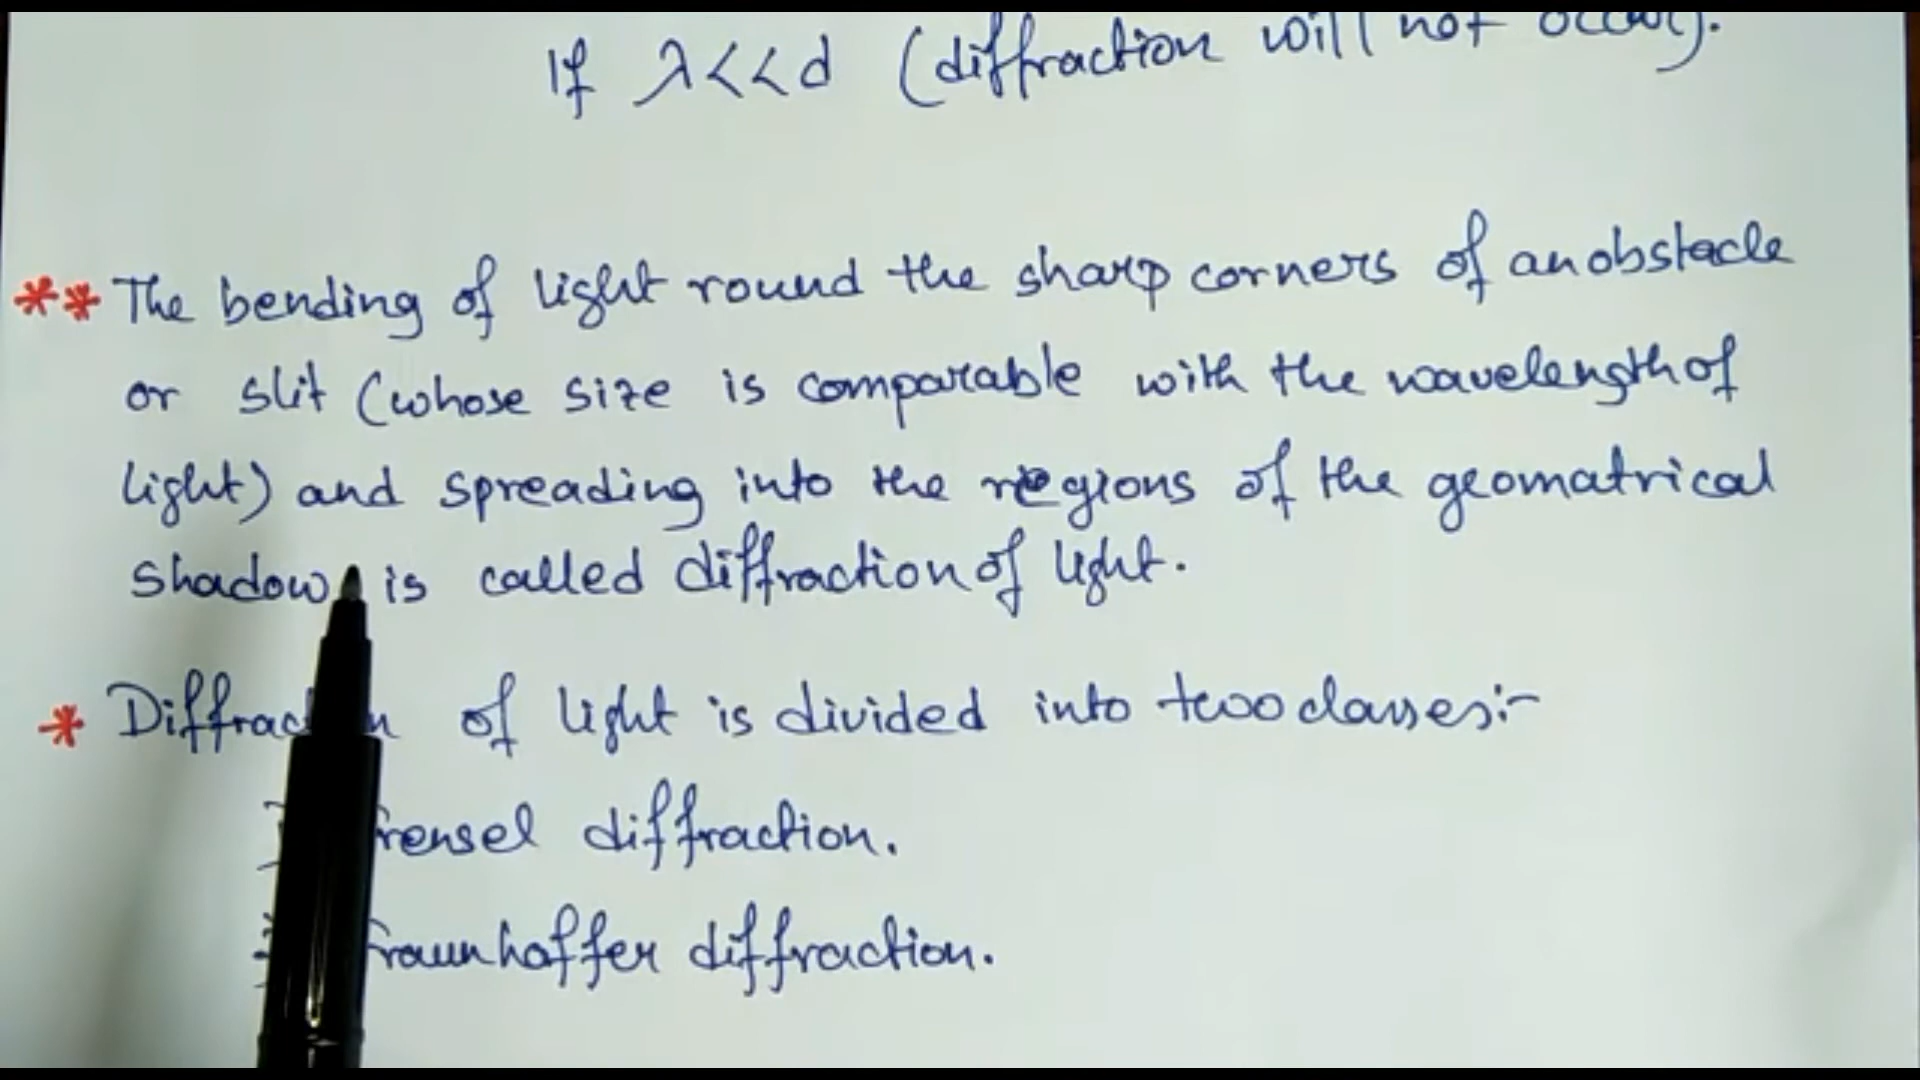 If λ<<d (diffraction will not occur).
** The bending of light round the sharp corners of an obstacle
or slit (whose size is comparable with the wavelength of
light) and spreading into the regions of the geomatrical
shadow is called diffraction of light.
* Diffrac n of light is divided into two classes:-
rensel diffraction.
raunhoffer diffraction.